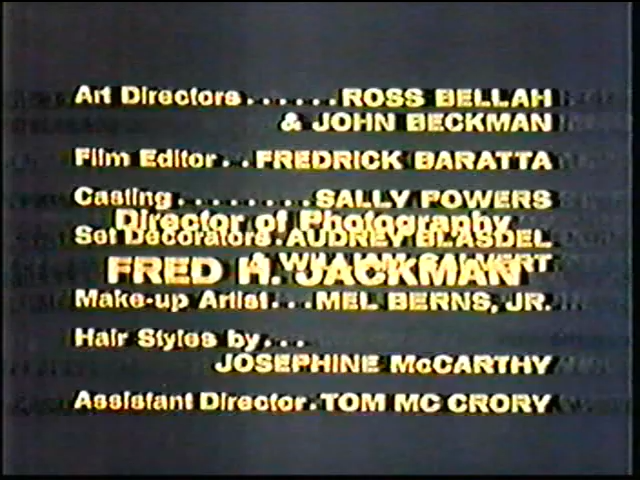 Art Directors......ROSS BELLAH
& JOHN BECKMAN
Film Editor..FREDRICK BARATTA
Casting.........SALLY POWERS
Director of Photography
Set Decorators.AUDREY BLASDEL
& WILLIAM CALVERT
FRED H. JACKMAN
Make-up Artist...MEL BERNS, JR.
Hair Styles by...
JOSEPHINE McCARTHY
Assistant Director.TOM MC CRORY